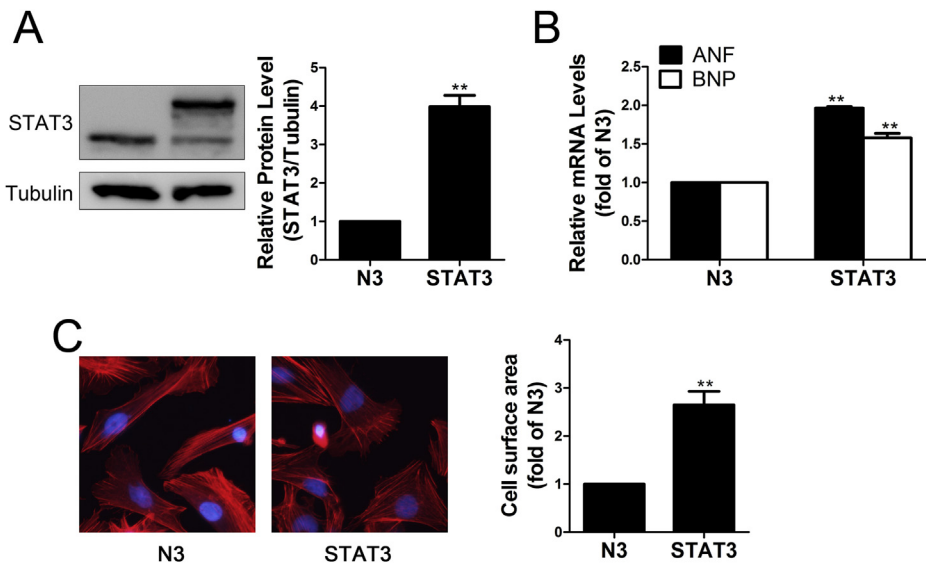 A
STAT3
Tubulin
Relative Protein Level
(STAT3/Tubulin)
5
4
3
2
1
0
**
N3
STAT3
B
ANF
BNP
Relative mRNA Levels
(fold of N3)
2.5
2.0
1.5
1.0
0.5
0.0
**
**
N3
STAT3
C
N3
STAT3
Cell surface area
(fold of N3)
4
3
2
1
0
**
N3
STAT3